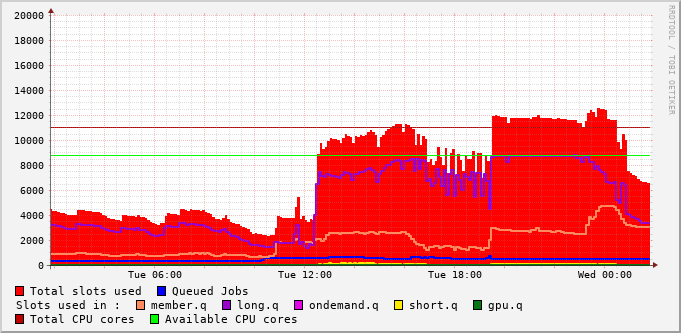 RRDTOOL / TOBI OETIKER
20000
18000
16000
14000
12000
10000
8000
6000
4000
2000
0
Tue 06:00 Tue 12:00 Tue 18:00 Wed 00:00
Total slots used Queued Jobs
Slots used in : member.q long.q ondemand.q short.q gpu.q
Total CPU cores Available CPU cores